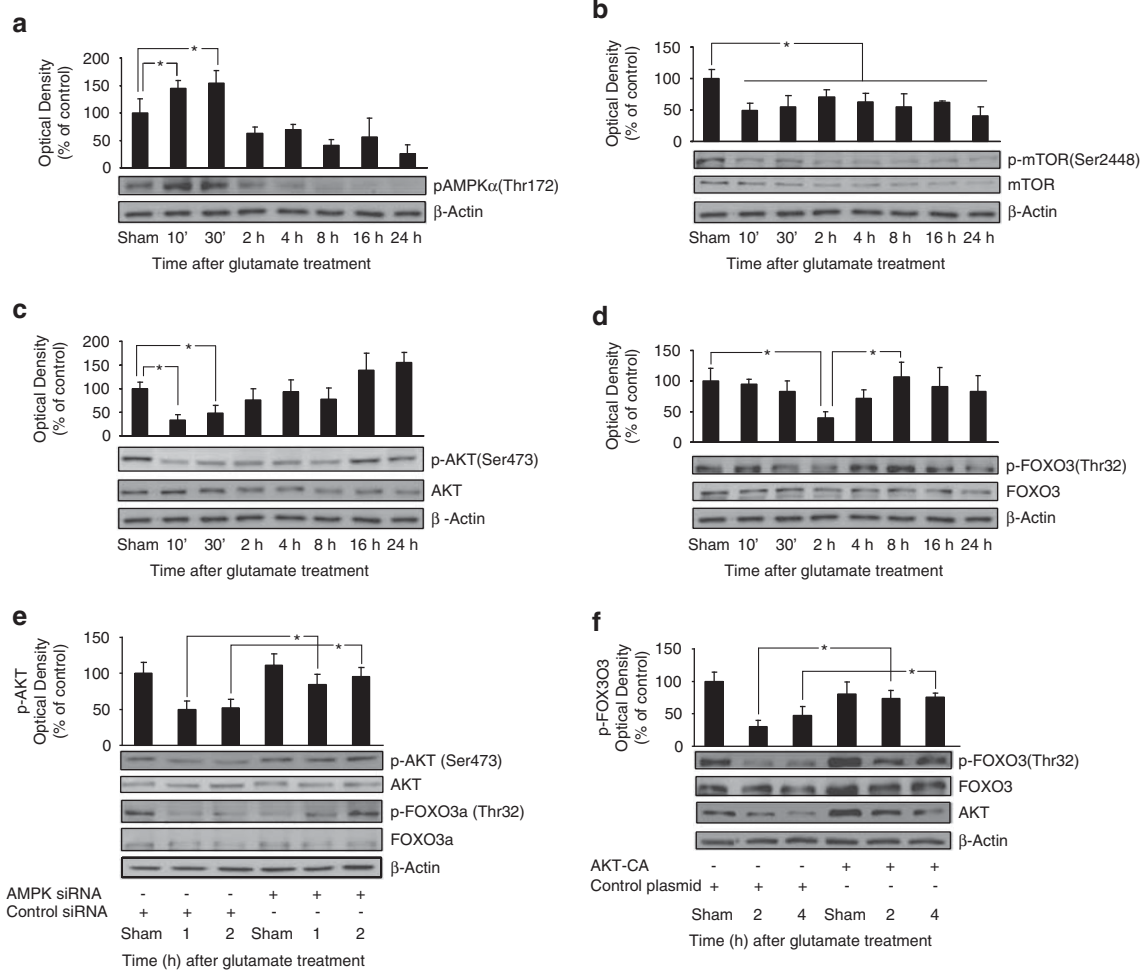 a
Optical Density
(% of control)
200
150
100
50
0
*
*
pAMPKα(Thr172)
β-Actin
Sham 10' 30' 2 h 4 h 8 h 16 h 24 h
Time after glutamate treatment
b
Optical Density
(% of control)
150
100
50
0
*
p-mTOR(Ser2448)
mTOR
β-Actin
Sham 10' 30' 2 h 4 h 8 h 16 h 24 h
Time after glutamate treatment
c
Optical Density
(% of control)
200
150
100
50
0
*
*
p-AKT(Ser473)
AKT
β -Actin
Sham 10' 30' 2 h 4 h 8 h 16 h 24 h
Time after glutamate treatment
d
Optical Density
(% of control)
150
100
50
0
*
*
p-FOXO3(Thr32)
FOXO3
β-Actin
Sham 10' 30' 2 h 4 h 8 h 16 h 24 h
Time after glutamate treatment
e
p-AKT
Optical Density
(% of control)
150
100
50
0
*
*
p-AKT (Ser473)
AKT
p-FOXO3a (Thr32)
FOXO3a
β-Actin
AMPK siRNA - - - + + +
Control siRNA + + + - - -
Sham 1 2 Sham 1 2
Time (h) after glutamate treatment
f
p-FOX3O3
Optical Density
(% of control)
150
100
50
0
*
*
p-FOXO3(Thr32)
FOXO3
AKT
β-Actin
AKT-CA - - - + + +
Control plasmid + + + - - -
Sham 2 4 Sham 2 4
Time (h) after glutamate treatment